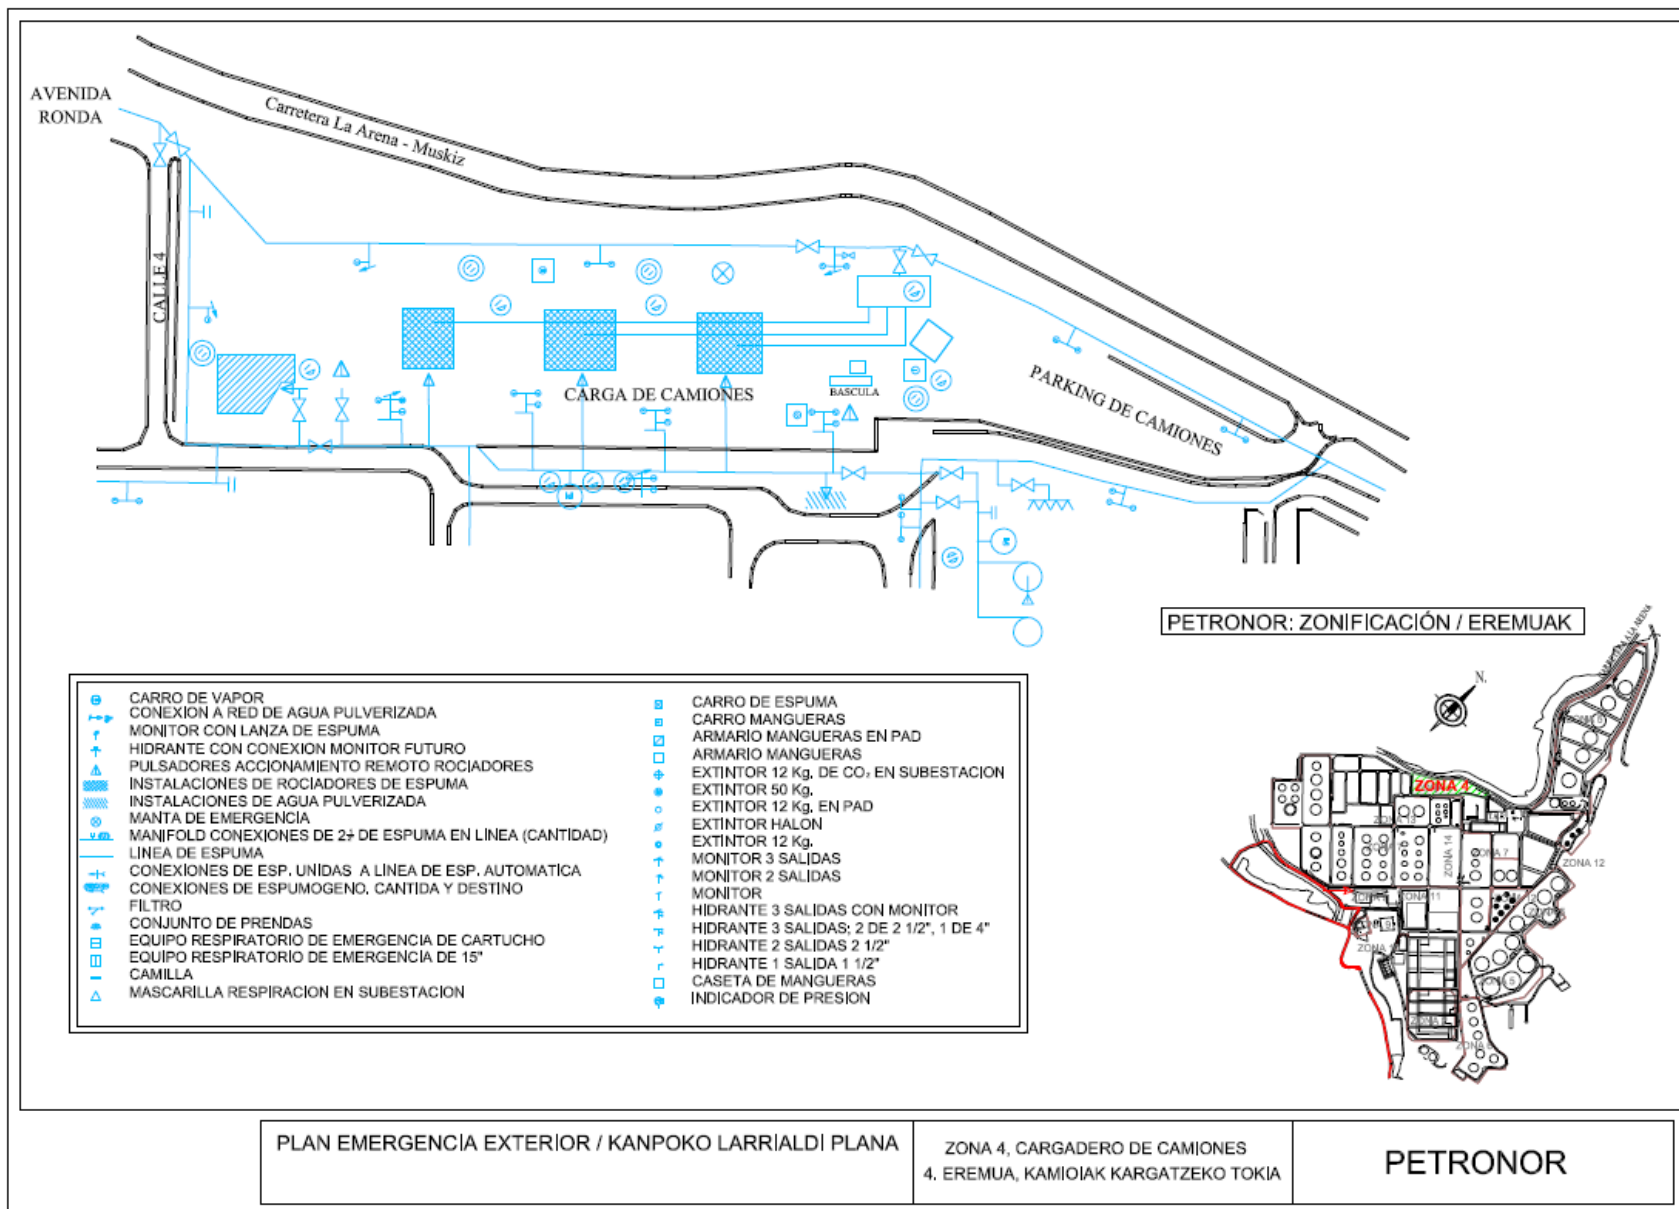 AVENIDA
RONDA
Carretera La Arena - Muskiz
CALLE 4
CARGA DE CAMIONES
BASCULA
PARKING DE CAMIONES
PETRONOR: ZONIFICACIÓN / EREMUAK
N.
ZONA 4
ZONA 14
ZONA 7
ZONA 12
CARRO DE VAPOR
CONEXION A RED DE AGUA PULVERIZADA
MONITOR CON LANZA DE ESPUMA
HIDRANTE CON CONEXION MONITOR FUTURO
PULSADORES ACCIONAMIENTO REMOTO ROCIADORES
INSTALACIONES DE ROCIADORES DE ESPUMA
INSTALACIONES DE AGUA PULVERIZADA
MANTA DE EMERGENCIA
MANIFOLD CONEXIONES DE DE ESPUMA EN LINEA (CANTIDAD)
LINEA DE ESPUMA
CONEXIONES DE ESP. UNIDAS A LINEA DE ESP. AUTOMATICA
CONEXIONES DE ESPUMOGENO. CANTIDA Y DESTINO
FILTRO
CONJUNTO DE PRENDAS
EQUIPO RESPIRATORIO DE EMERGENCIA DE CARTUCHO
EQUIPO RESPIRATORIO DE EMERGENCIA DE 15"
CAMILLA
MASCARILLA RESPIRACION EN SUBESTACION
CARRO DE ESPUMA
CARRO MANGUERAS
ARMARIO MANGUERAS EN PAD
ARMARIO MANGUERAS
EXTINTOR 12 Kg. DE CO₂ EN SUBESTACION
EXTINTOR 50 Kg.
EXTINTOR 12 Kg. EN PAD
EXTINTOR HALON
EXTINTOR 12 Kg.
MONITOR 3 SALIDAS
MONITOR 2 SALIDAS
MONITOR
HIDRANTE 3 SALIDAS CON MONITOR
HIDRANTE 3 SALIDAS; 2 DE 2 1/2", 1 DE 4"
HIDRANTE 2 SALIDAS 2 1/2"
HIDRANTE 1 SALIDA 1 1/2"
CASETA DE MANGUERAS
INDICADOR DE PRESION
PLAN EMERGENCIA EXTERIOR / KANPOKO LARRIALDI PLANA
ZONA 4, CARGADERO DE CAMIONES
4. EREMUA, KAMIOIAK KARGATZEKO TOKIA
PETRONOR